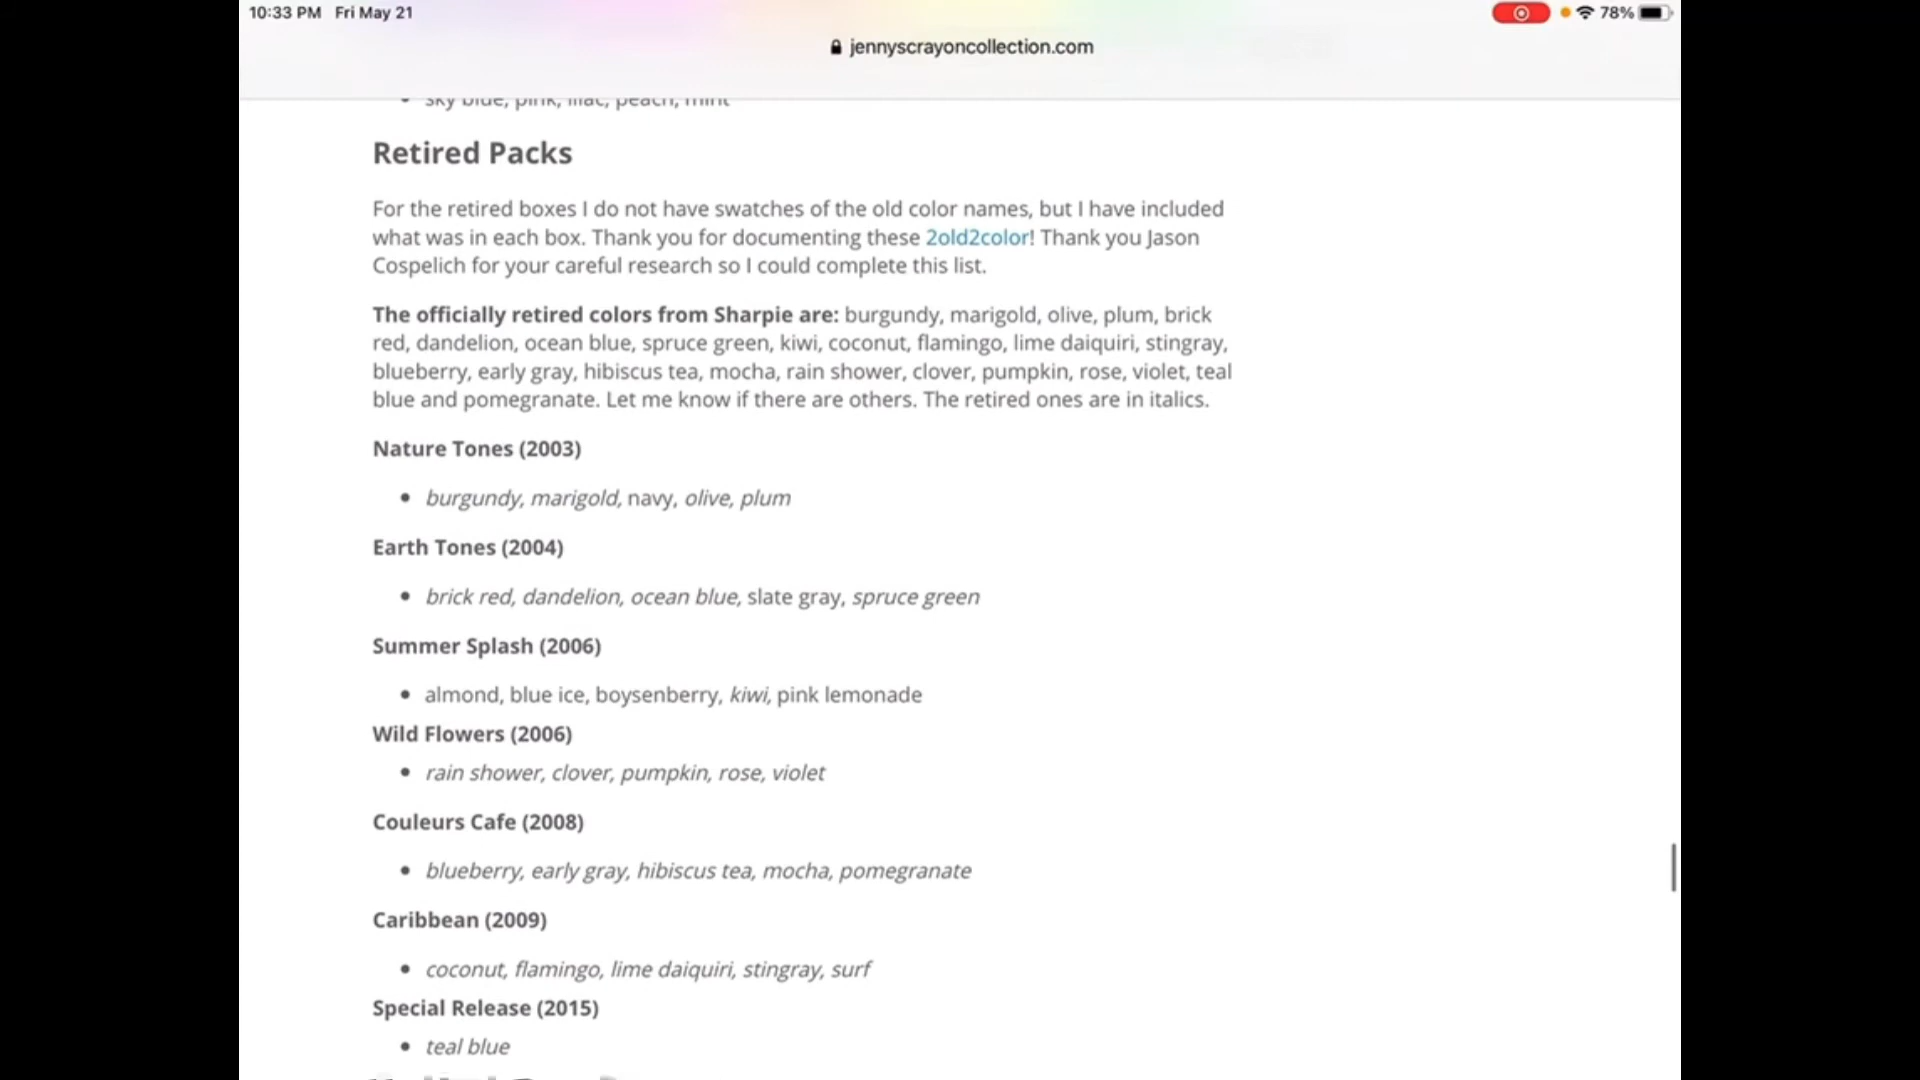 10:33 PM Fri May 21
78%
jennyscrayoncollection.com
sky blue, pink, lilac, peach, mint
Retired Packs
For the retired boxes I do not have swatches of the old color names, but I have included
what was in each box. Thank you for documenting these 2old2color! Thank you Jason
Cospelich for your careful research so I could complete this list.
The officially retired colors from Sharpie are: burgundy, marigold, olive, plum, brick
red, dandelion, ocean blue, spruce green, kiwi, coconut, flamingo, lime daiquiri, stingray,
blueberry, early gray, hibiscus tea, mocha, rain shower, clover, pumpkin, rose, violet, teal
blue and pomegranate. Let me know if there are others. The retired ones are in italics.
Nature Tones (2003)
• burgundy, marigold, navy, olive, plum
Earth Tones (2004)
• brick red, dandelion, ocean blue, slate gray, spruce green
Summer Splash (2006)
• almond, blue ice, boysenberry, kiwi, pink lemonade
Wild Flowers (2006)
• rain shower, clover, pumpkin, rose, violet
Couleurs Cafe (2008)
• blueberry, early gray, hibiscus tea, mocha, pomegranate
Caribbean (2009)
• coconut, flamingo, lime daiquiri, stingray, surf
Special Release (2015)
• teal blue